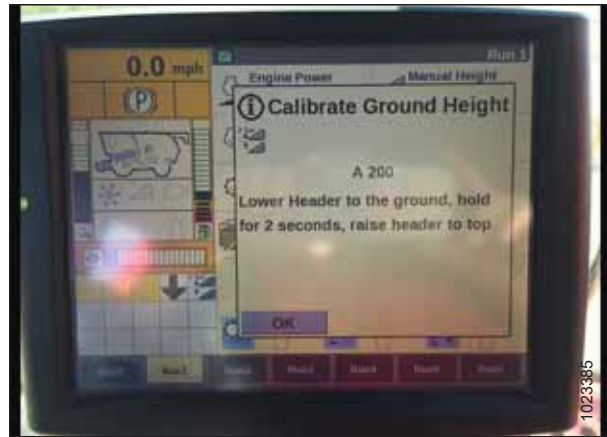 0.0 mph
Run 1
(P)
Engine Power
Manual Height
Calibrate Ground Height
A 200
Lower Header to the ground, hold
for 2 seconds, raise header to top
OK
1023385